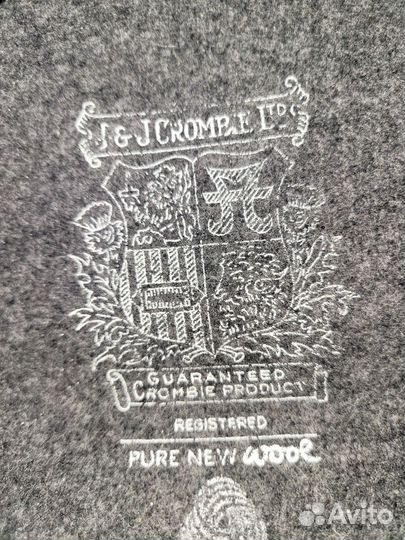 J & J CROMBIE LTD
GUARANTEED
CROMBIE PRODUCT
REGISTERED
PURE NEW WOOL
Avito